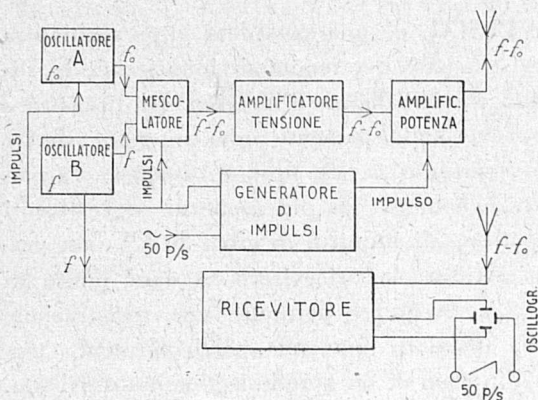 OSCILLATORE
A
f₀
f₀
OSCILLATORE
B
f
f
MESCO-
LATORE
f-f₀
AMPLIFICATORE
TENSIONE
f-f₀
AMPLIFIC.
POTENZA
f-f₀
IMPULSI
IMPULSI
GENERATORE
DI
IMPULSI
IMPULSO
~
50 p/s
f
RICEVITORE
f-f₀
OSCILLOGR.
50 p/s